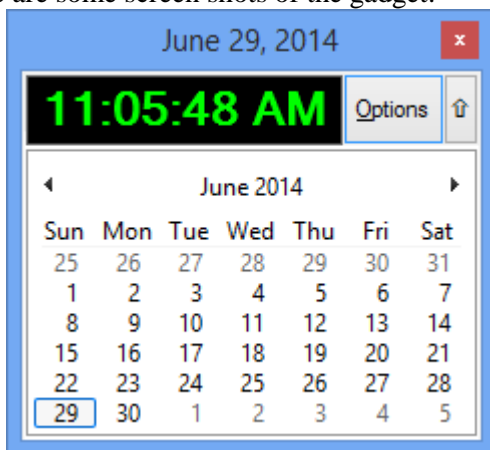 are some screen shots of the gadget.
June 29, 2014 x
11:05:48 AM Options
June 2014
Sun Mon Tue Wed Thu Fri Sat
25 26 27 28 29 30 31
1 2 3 4 5 6 7
8 9 10 11 12 13 14
15 16 17 18 19 20 21
22 23 24 25 26 27 28
29 30 1 2 3 4 5